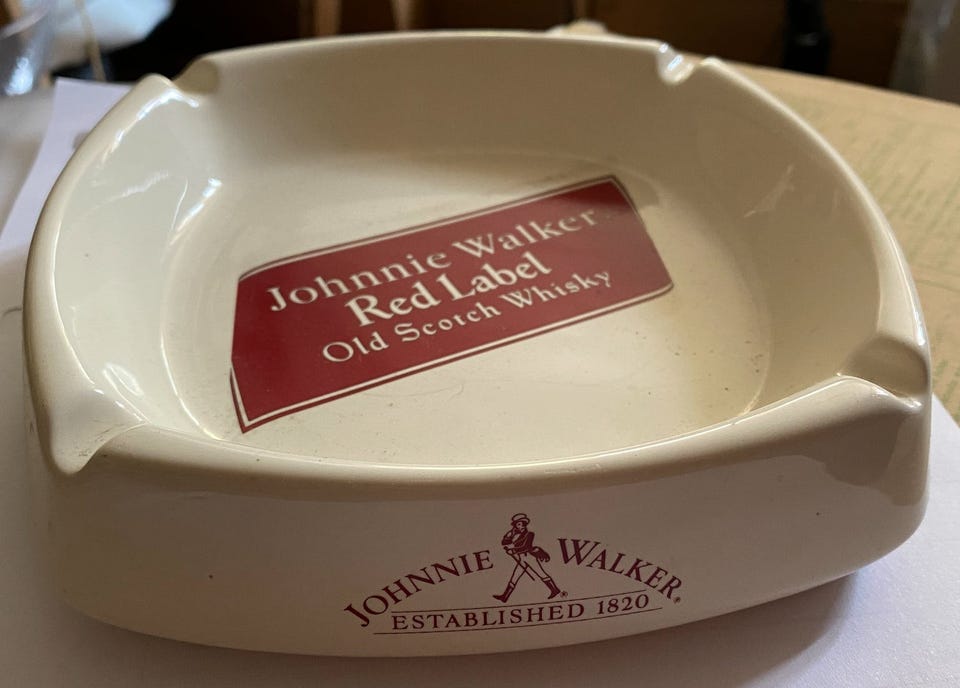 Johnnie Walker
Red Label
Old Scotch Whisky
JOHNNIE WALKER®
ESTABLISHED 1820